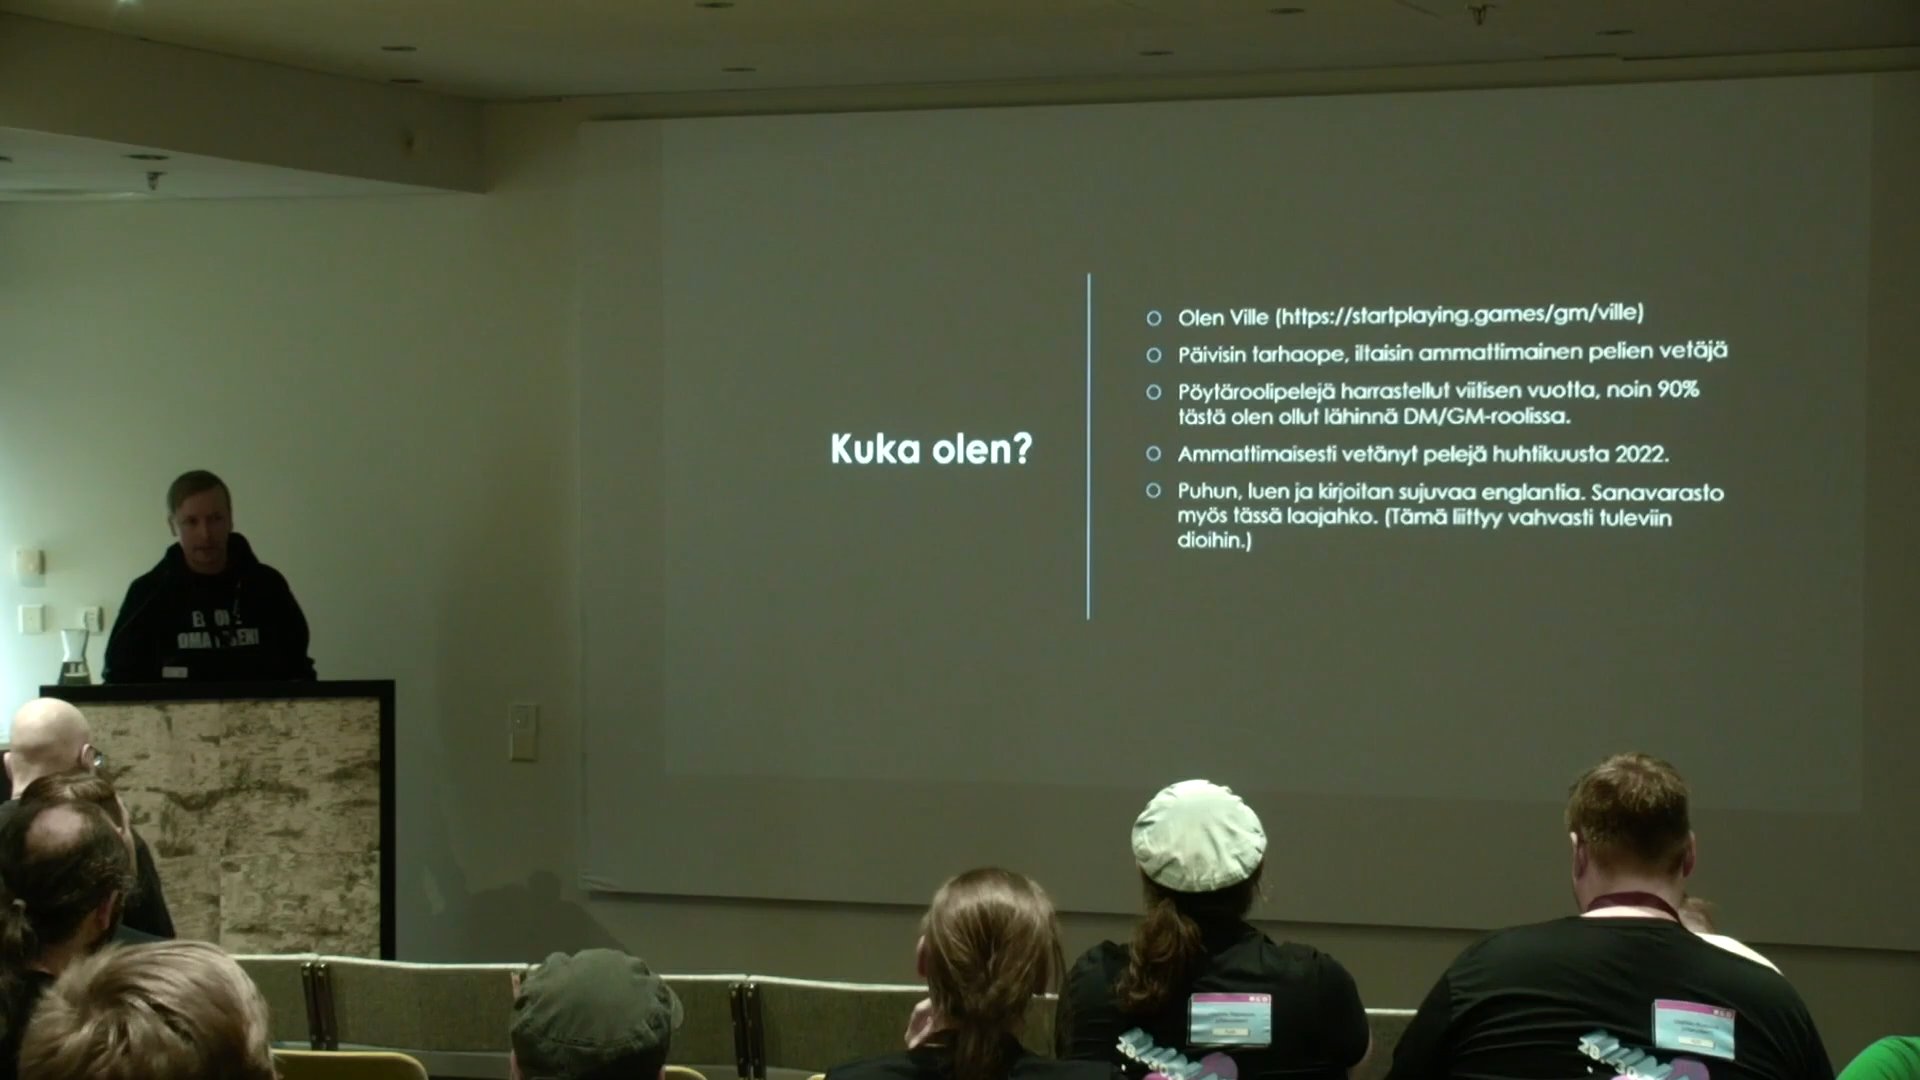 Kuka olen?
Olen Ville (https://startplaying.games/gm/ville)
Päivisin tarhaope, iltaisin ammattimainen pelien vetäjä
Pöytäroolipelejä harrastellut viitisen vuotta, noin 90%
tästä olen ollut lähinnä DM/GM-roolissa.
Ammattimaisesti vetänyt pelejä huhtikuusta 2022.
Puhun, luen ja kirjoitan sujuvaa englantia. Sanavarasto
myös tässä laajahko. (Tämä liittyy vahvasti tuleviin
dioihin.)